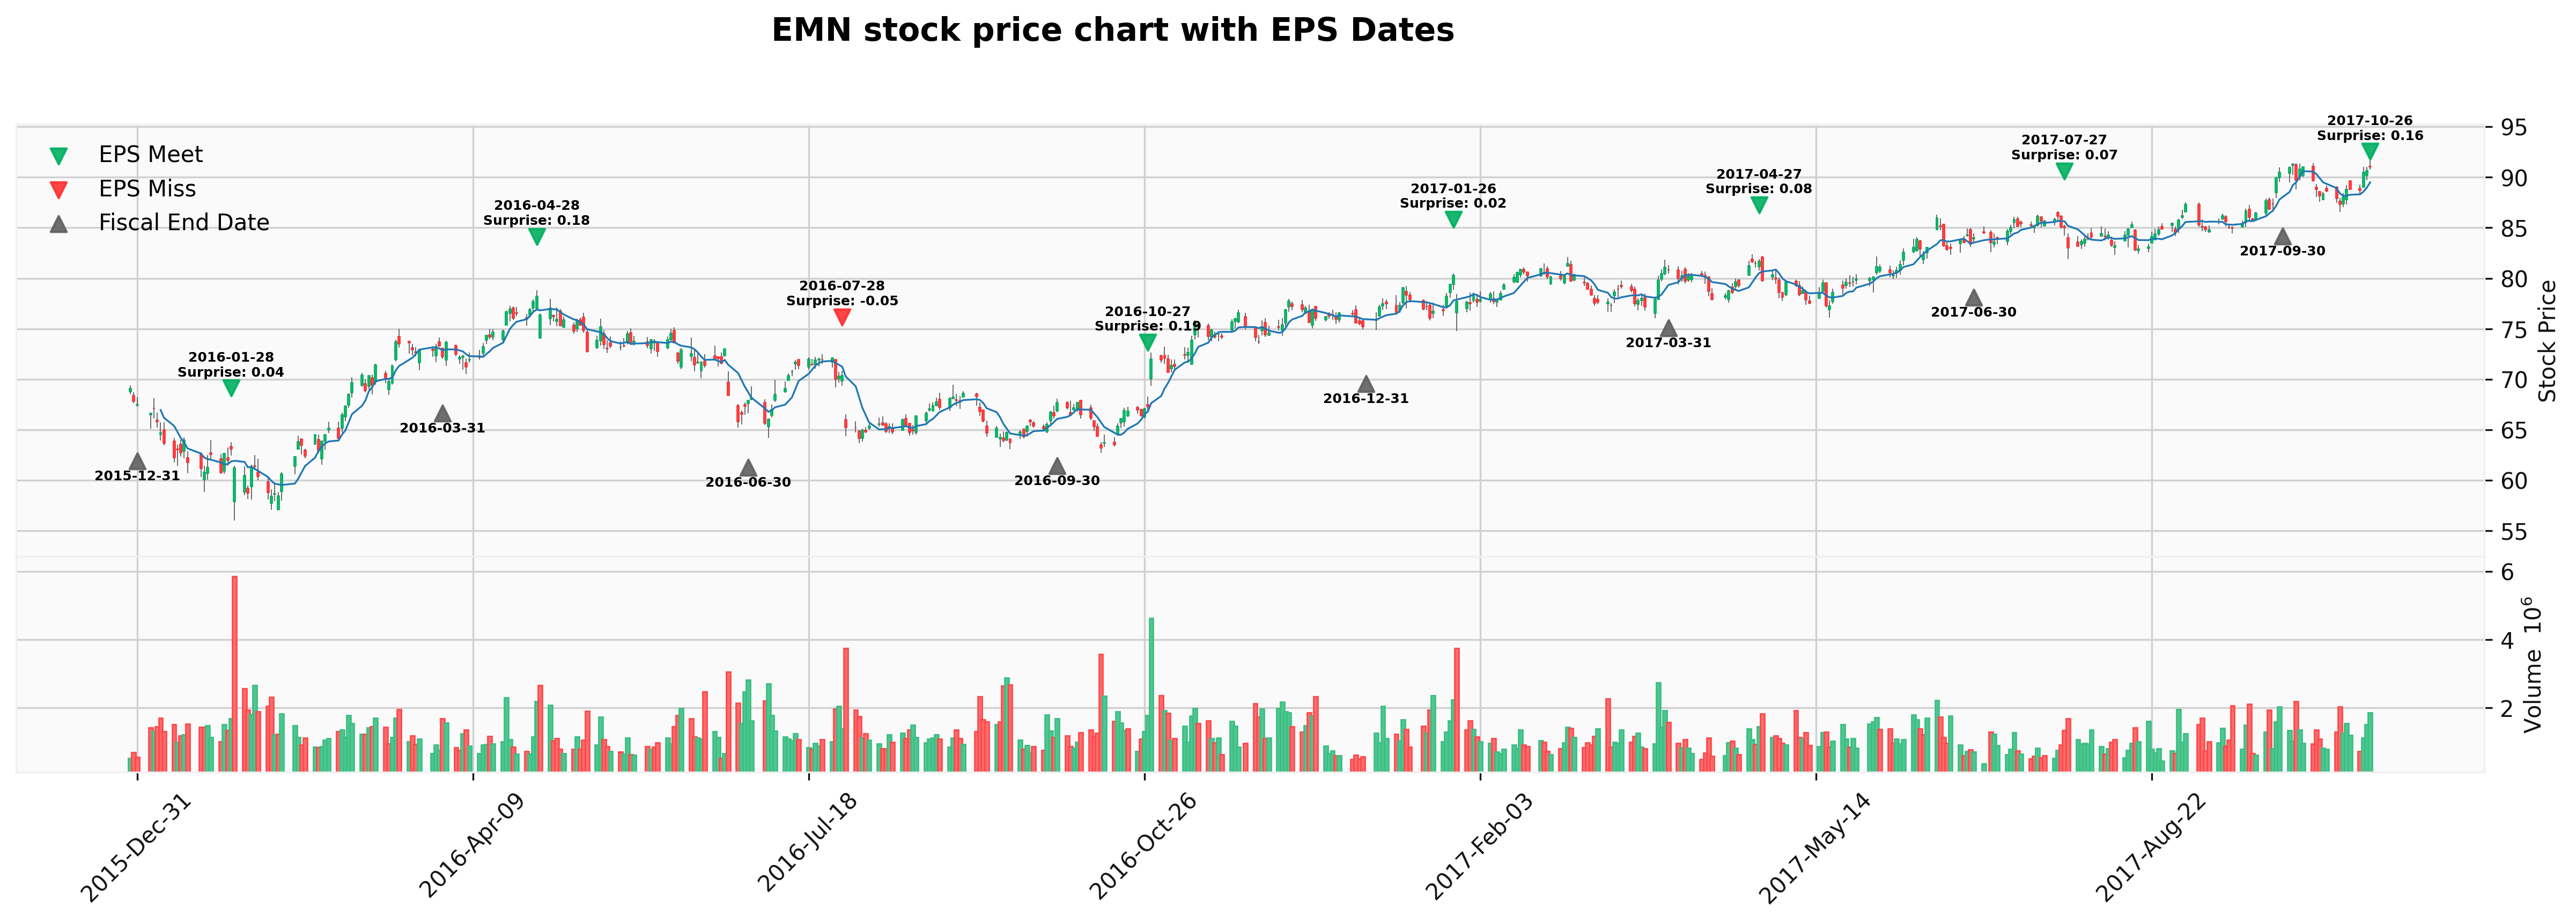 EMN stock price chart with EPS Dates
EPS Meet
EPS Miss
Fiscal End Date
2015-12-31
2016-01-28
Surprise: 0.04
2016-03-31
2016-04-28
Surprise: 0.18
2016-06-30
2016-07-28
Surprise: -0.05
2016-09-30
2016-10-27
Surprise: 0.19
2016-12-31
2017-01-26
Surprise: 0.02
2017-03-31
2017-04-27
Surprise: 0.08
2017-06-30
2017-07-27
Surprise: 0.07
2017-09-30
2017-10-26
Surprise: 0.16
95
90
85
80
75
70
65
60
55
Stock Price
6
4
2
Volume 10⁶
2015-Dec-31
2016-Apr-09
2016-Jul-18
2016-Oct-26
2017-Feb-03
2017-May-14
2017-Aug-22